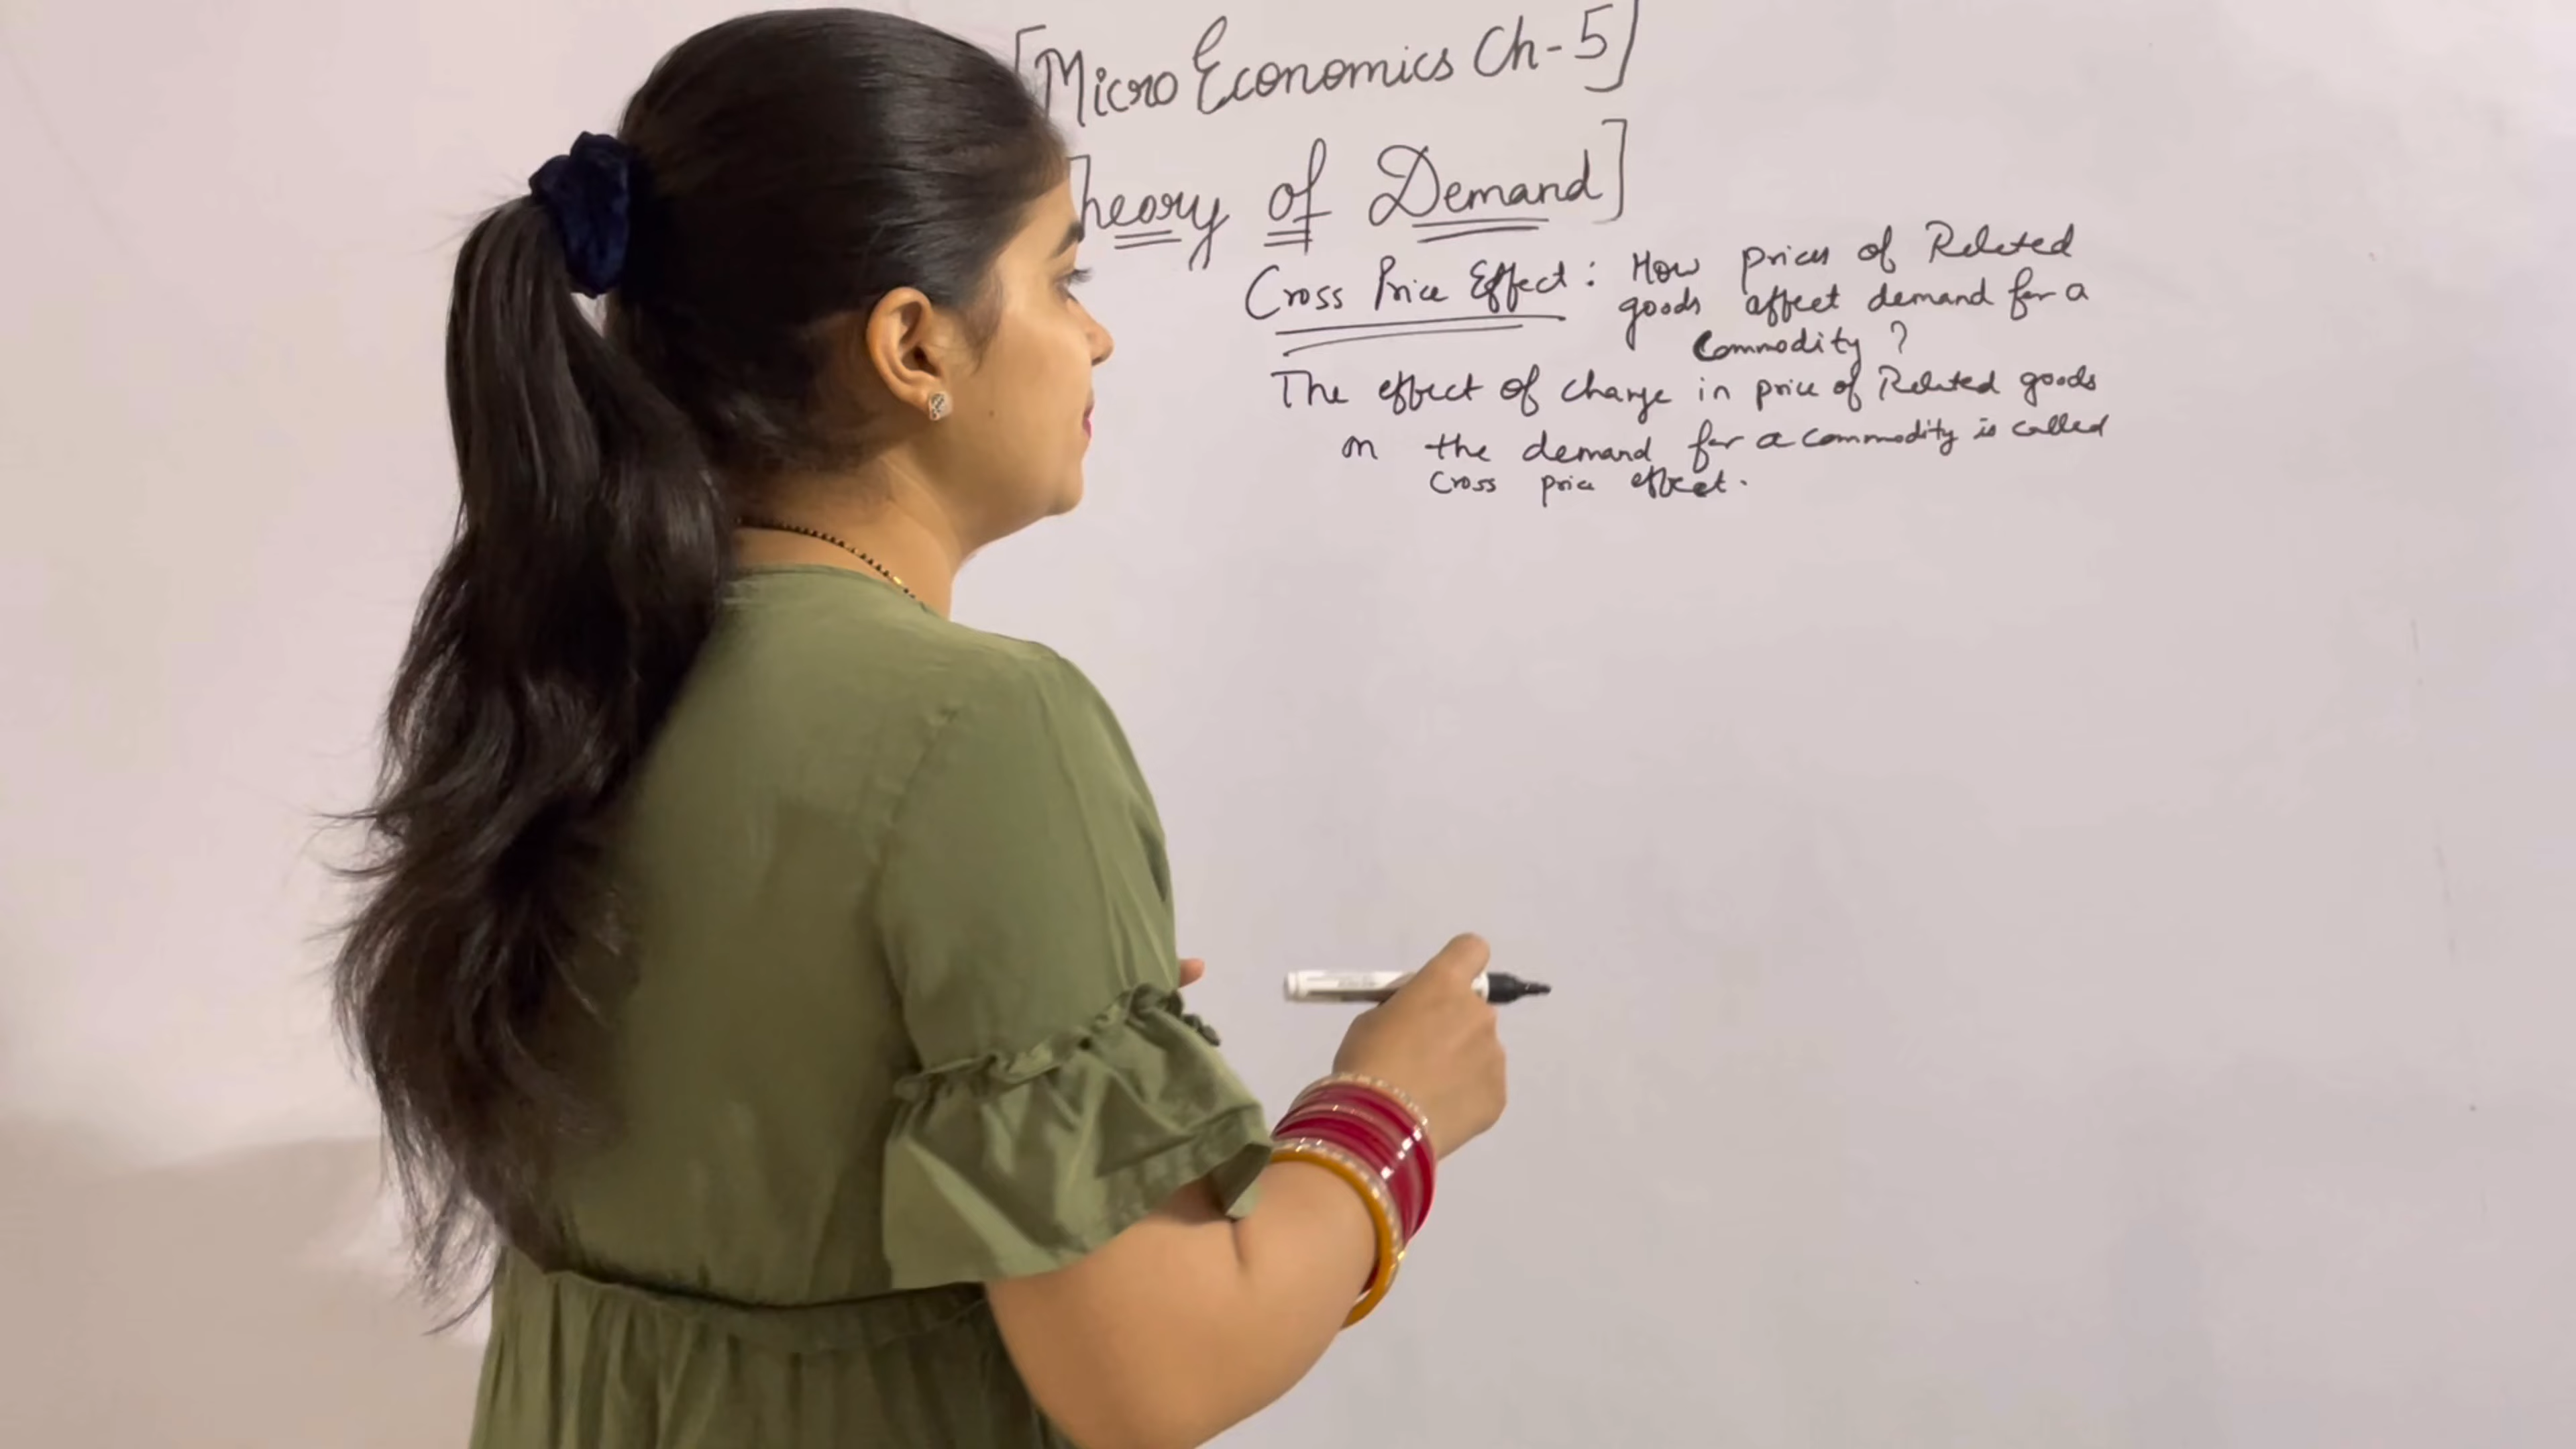 [Micro Economics Ch-5]
heory of Demand]
Cross Price Effect : How prices of Related
goods affect demand for a
Commodity ?
The effect of change in price of Related goods
on the demand for a commodity is called
Cross price effect.